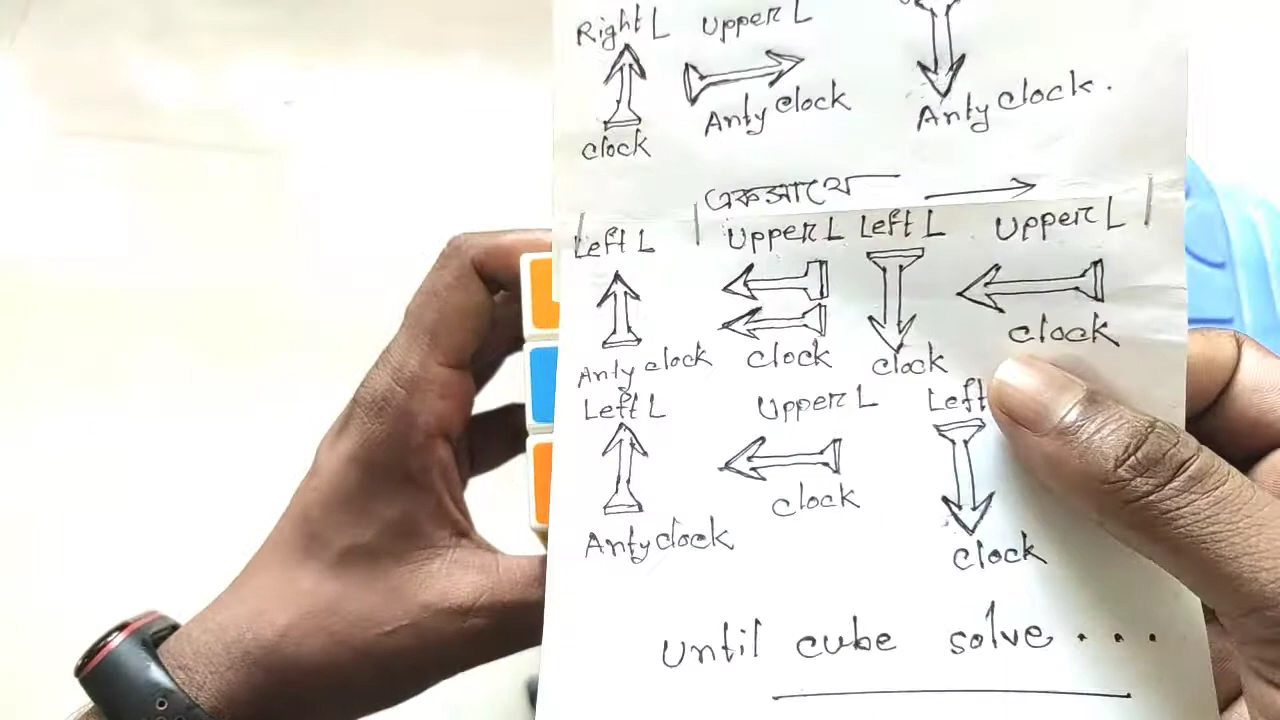 Right L Upper L
clock Anty clock Anty clock.
একসাথে
Left L Upper L Left L Upper L
Anty clock clock clock clock
Left L Upper L Left
Anty clock clock clock
until cube solve...